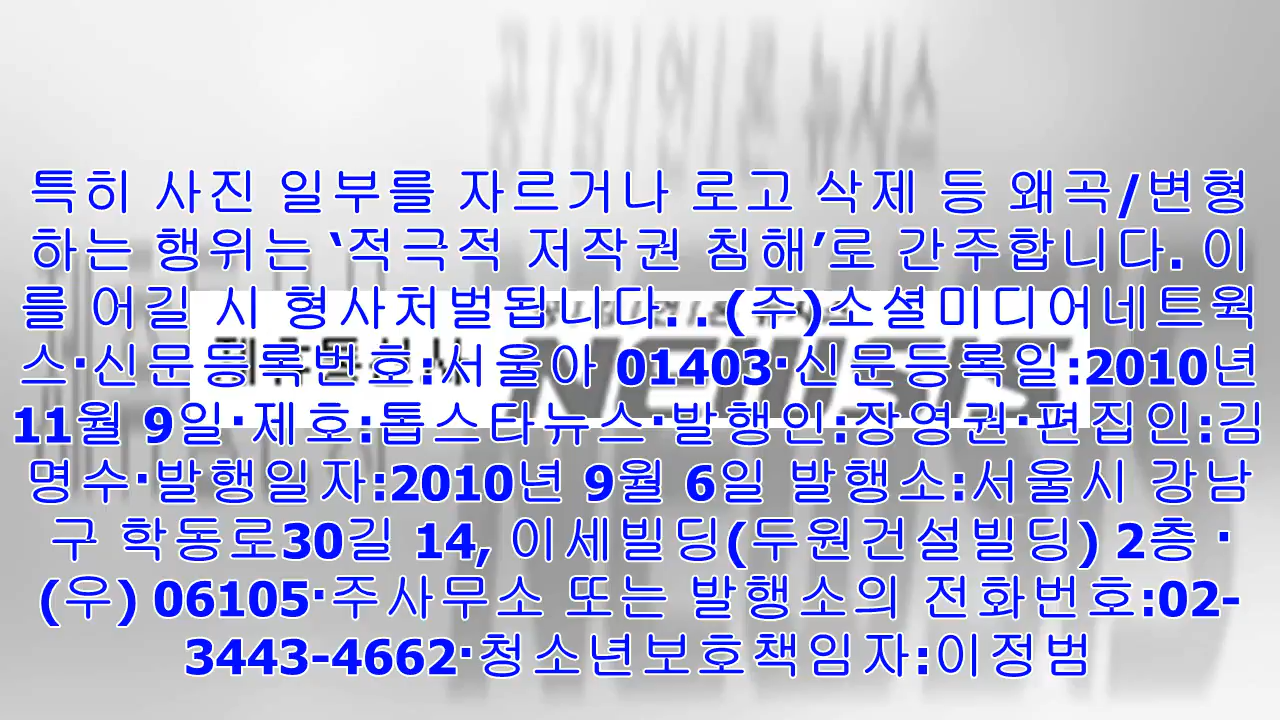 공|감|언|론 뉴시스
특히 사진 일부를 자르거나 로고 삭제 등 왜곡/변형
하는 행위는 ‘적극적 저작권 침해’로 간주합니다. 이
를 어길 시 형사처벌됩니다. .(주)소셜미디어네트웍
스·신문등록번호:서울아 01403·신문등록일:2010년
11월 9일·제호:톱스타뉴스·발행인:장영권·편집인:김
명수·발행일자:2010년 9월 6일 발행소:서울시 강남
구 학동로30길 14, 이세빌딩(두원건설빌딩) 2층 ·
(우) 06105·주사무소 또는 발행소의 전화번호:02-
3443-4662·청소년보호책임자:이정범
NEWSIS